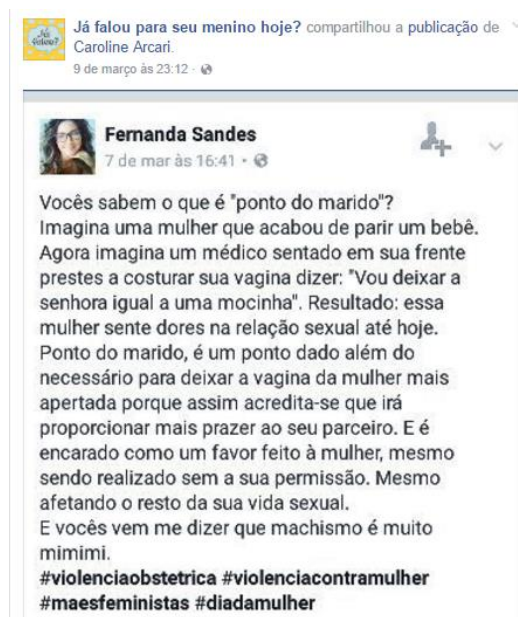 Já falou para seu menino hoje? compartilhou a publicação de
Caroline Arcari.
9 de março às 23:12 ·
Fernanda Sandes
7 de mar às 16:41 •
Vocês sabem o que é "ponto do marido"?
Imagina uma mulher que acabou de parir um bebê.
Agora imagina um médico sentado em sua frente
prestes a costurar sua vagina dizer: "Vou deixar a
senhora igual a uma mocinha". Resultado: essa
mulher sente dores na relação sexual até hoje.
Ponto do marido, é um ponto dado além do
necessário para deixar a vagina da mulher mais
apertada porque assim acredita-se que irá
proporcionar mais prazer ao seu parceiro. E é
encarado como um favor feito à mulher, mesmo
sendo realizado sem a sua permissão. Mesmo
afetando o resto da sua vida sexual.
E vocês vem me dizer que machismo é muito
mimimi.
#violenciaobstetrica #violenciacontramulher
#maesfeministas #diadamulher